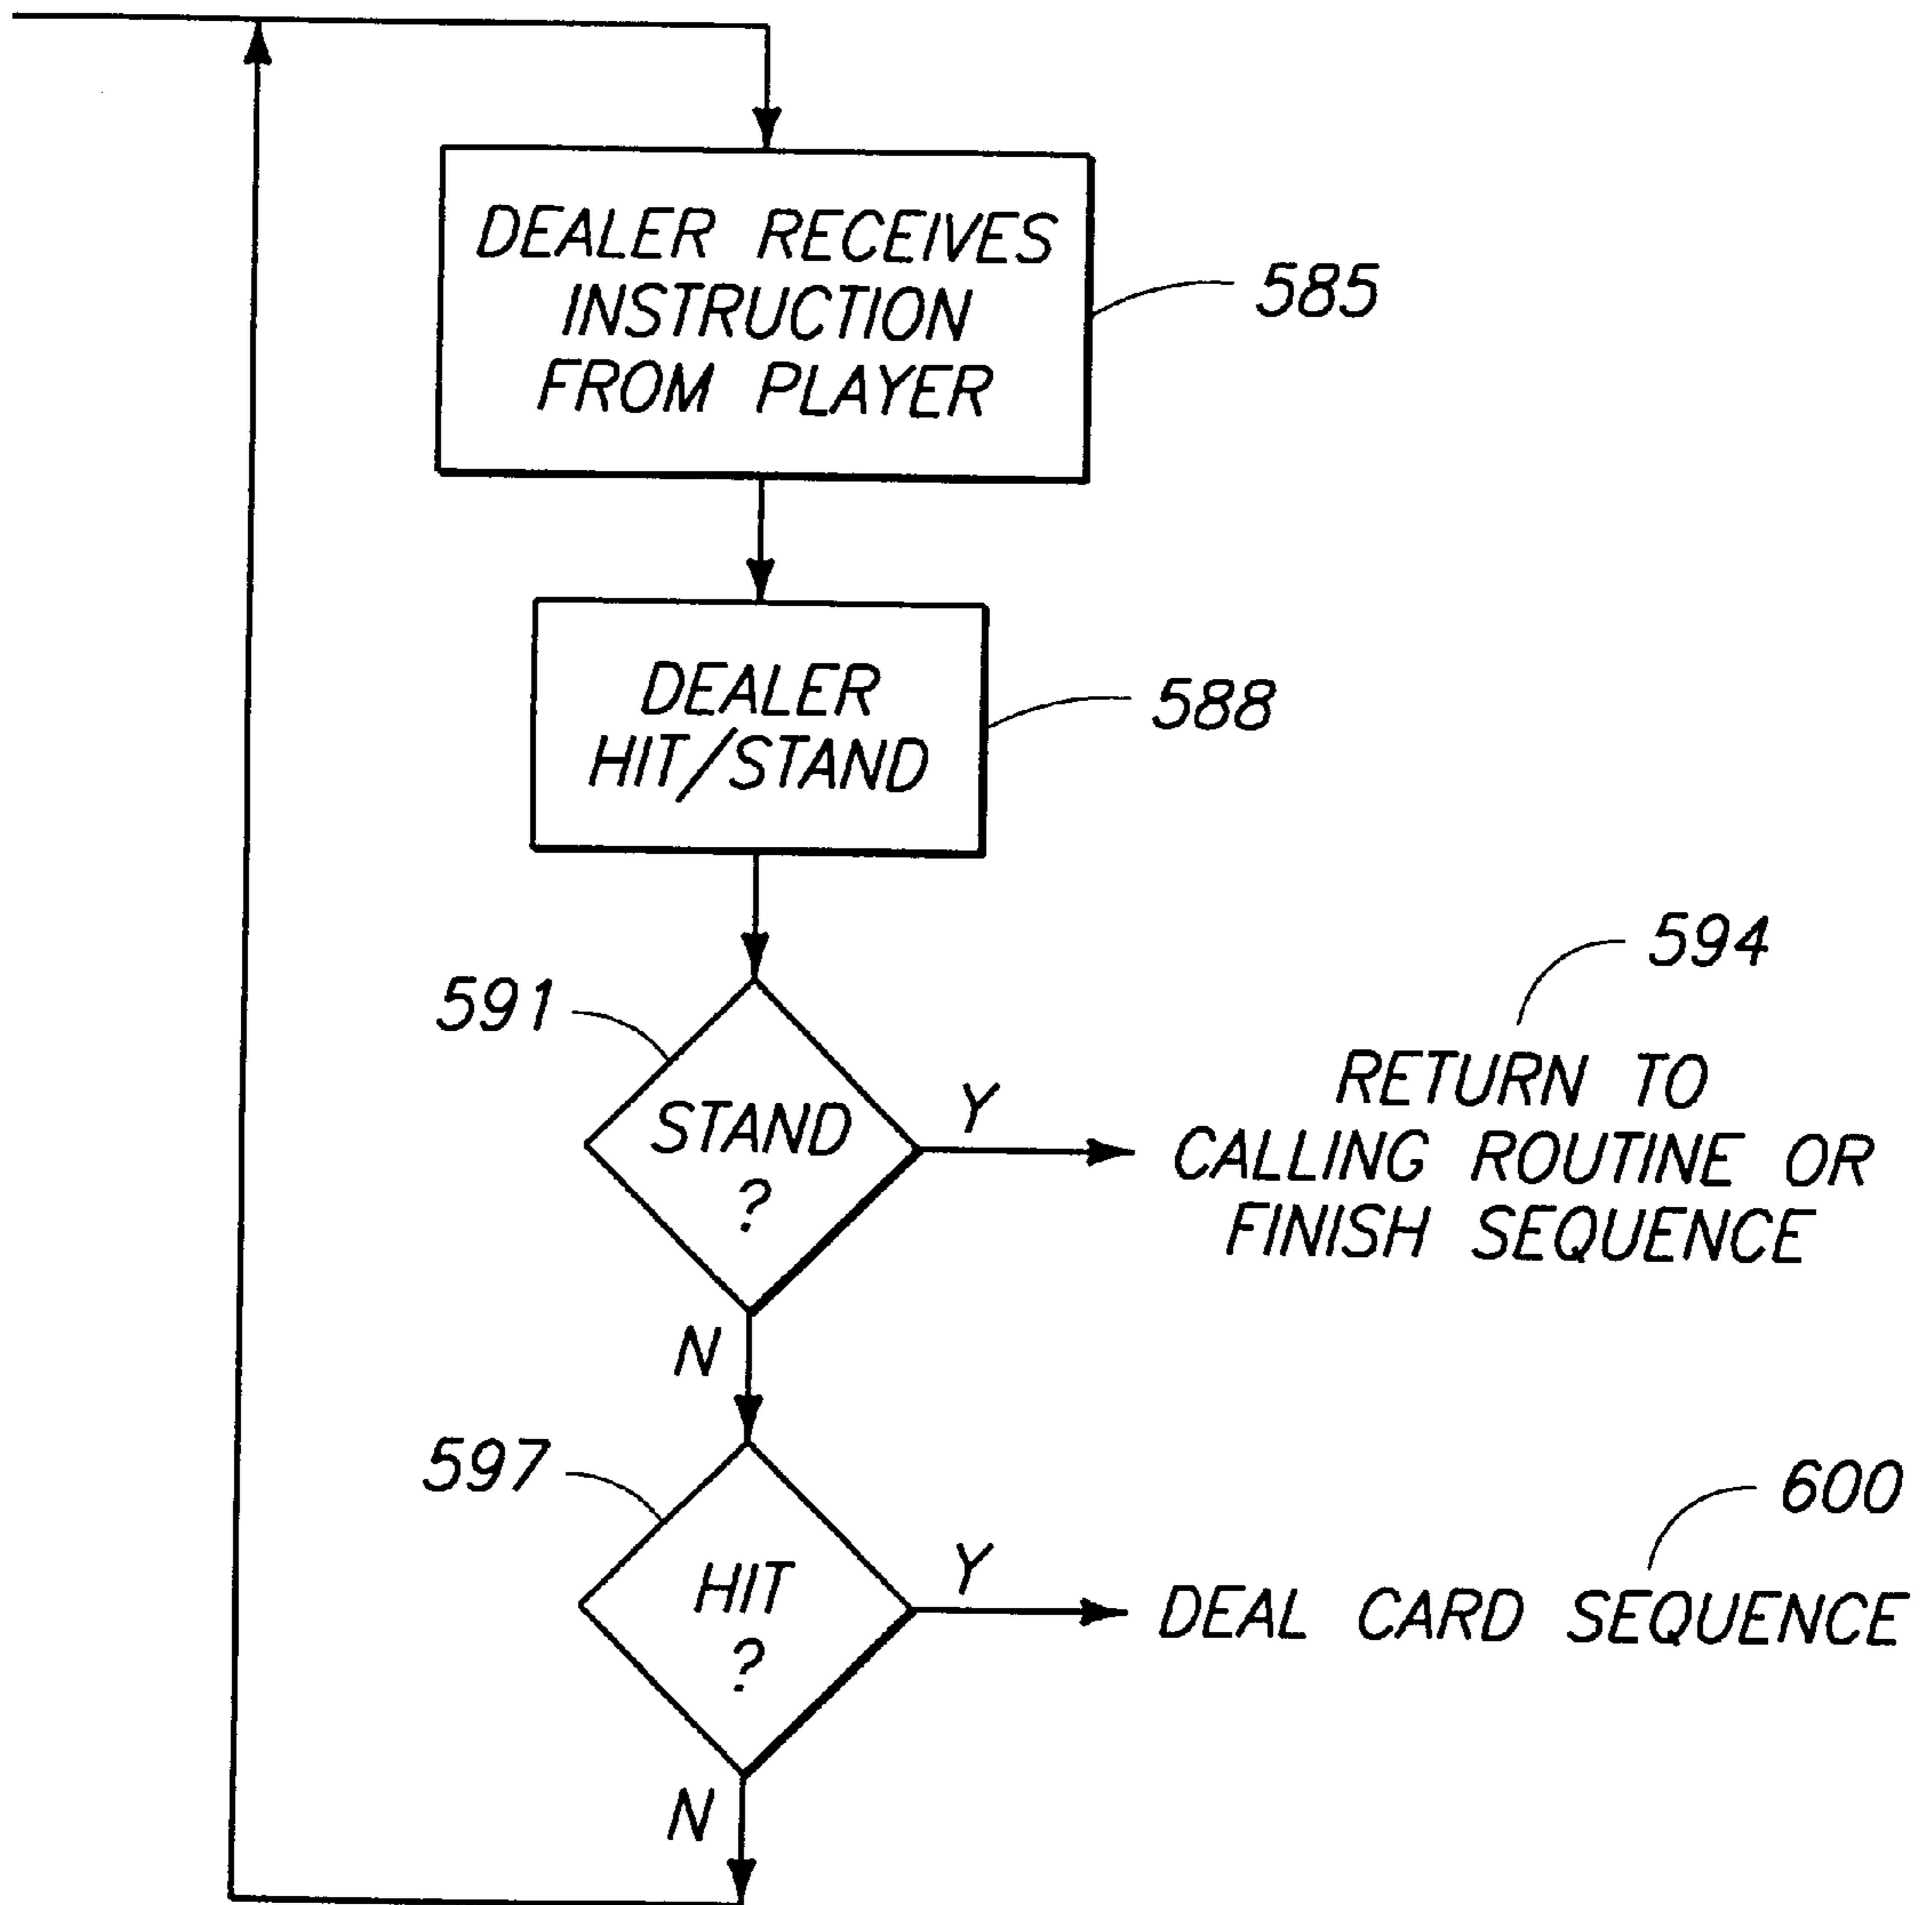 DEALER RECEIVES
INSTRUCTION
FROM PLAYER
585
DEALER
HIT/STAND
588
591
STAND
?
Y
594
RETURN TO
CALLING ROUTINE OR
FINISH SEQUENCE
N
597
HIT
?
Y
600
DEAL CARD SEQUENCE
N